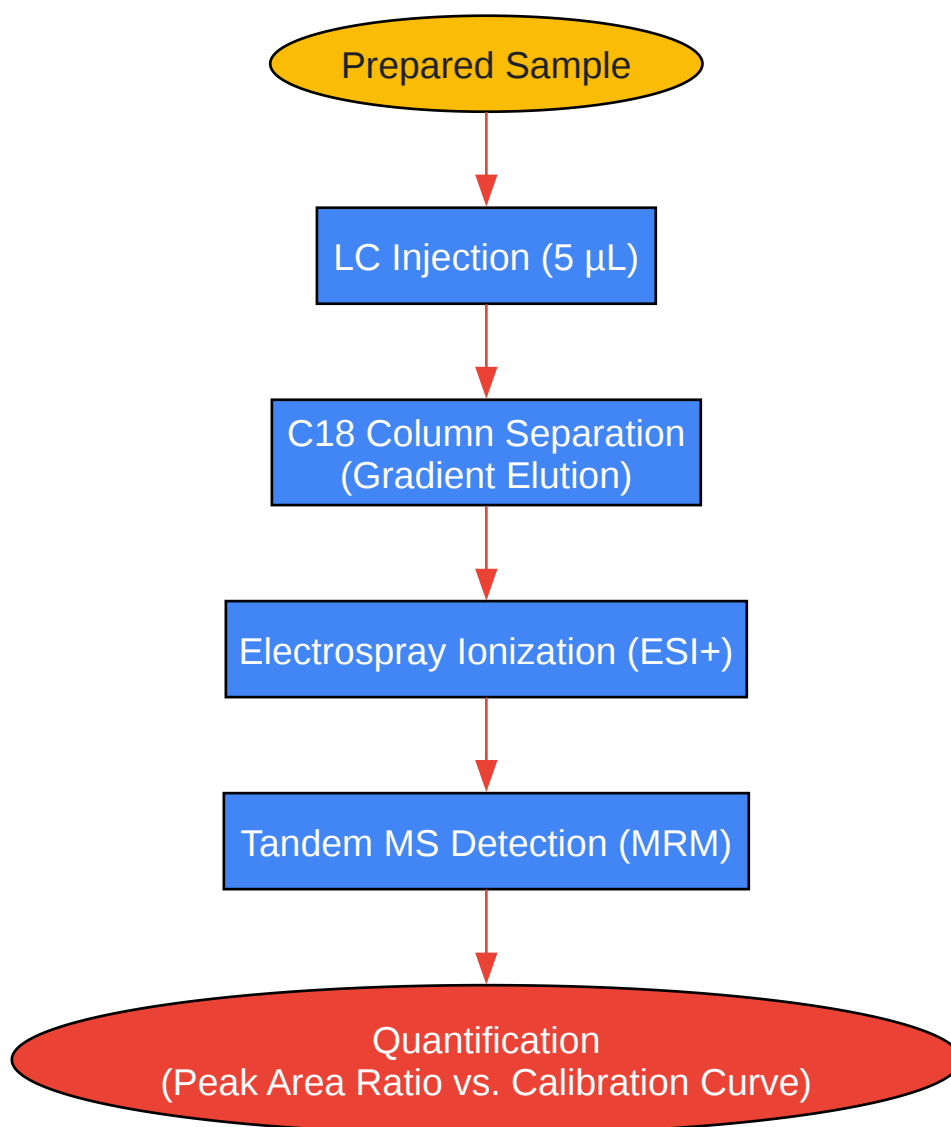 Prepared Sample
LC Injection (5 µL)
C18 Column Separation
(Gradient Elution)
Electrospray Ionization (ESI+)
Tandem MS Detection (MRM)
Quantification
(Peak Area Ratio vs. Calibration Curve)